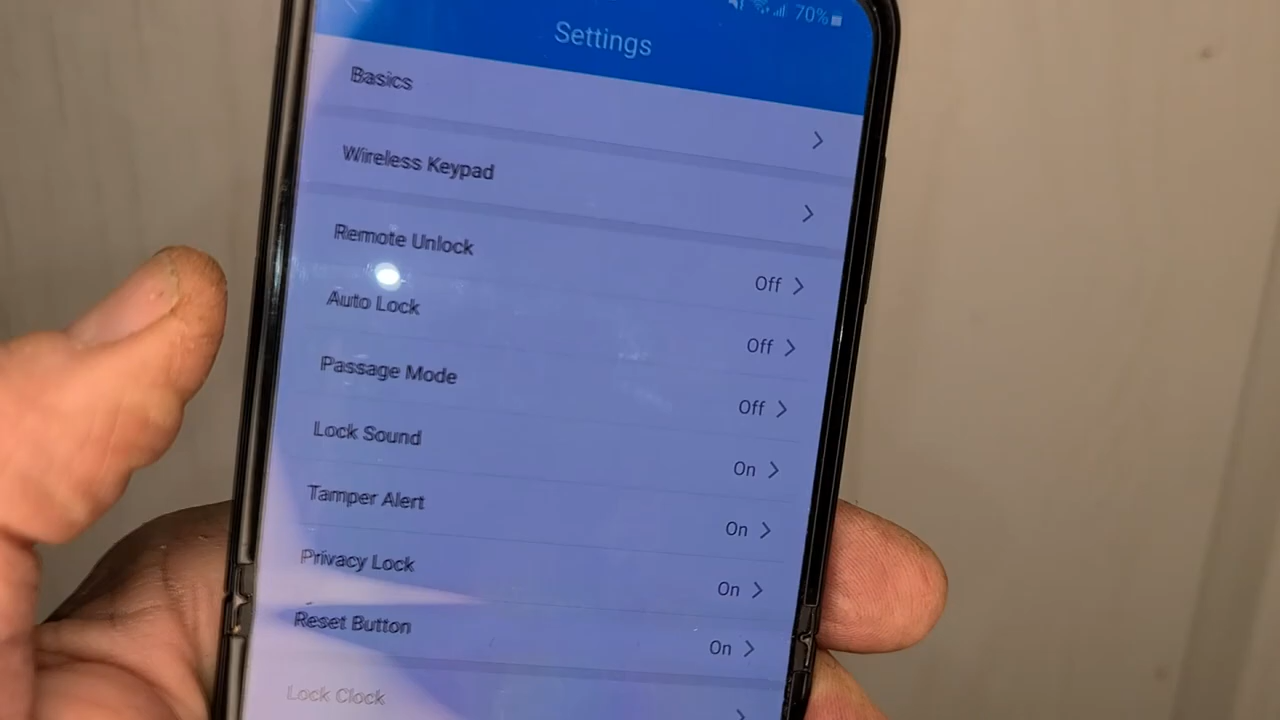 70%
Settings
Basics
Wireless Keypad
Remote Unlock Off
Auto Lock Off
Passage Mode Off
Lock Sound On
Tamper Alert On
Privacy Lock On
Reset Button On
Lock Clock